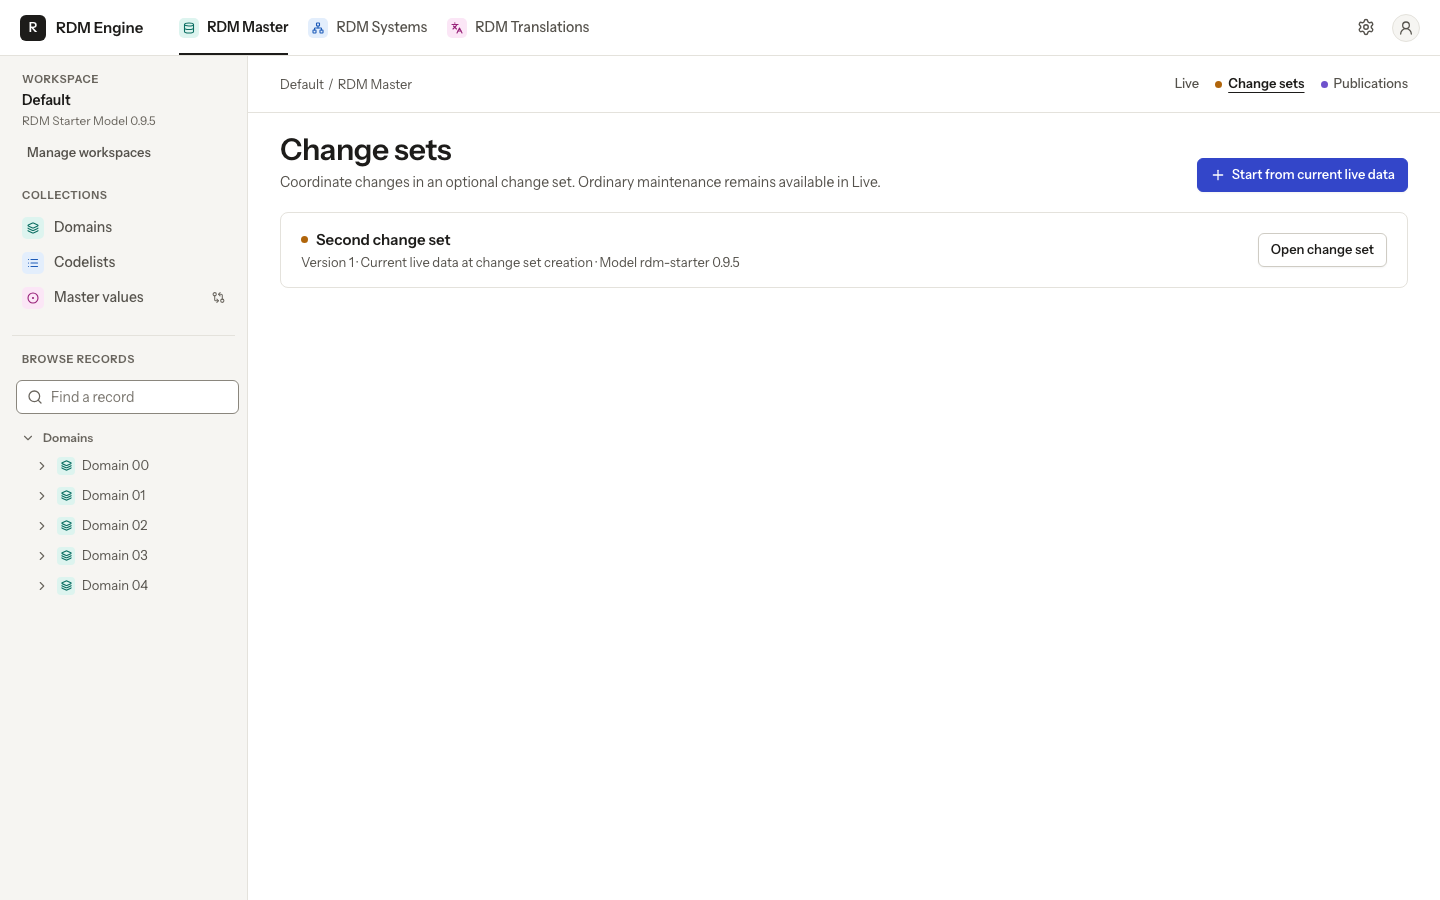 R RDM Engine RDM Master RDM Systems RDM Translations
WORKSPACE
Default
RDM Starter Model 0.9.5
Manage workspaces
COLLECTIONS
Domains
Codelists
Master values
BROWSE RECORDS
Find a record
Domains
Domain 00
Domain 01
Domain 02
Domain 03
Domain 04
Default / RDM Master
Live Change sets Publications
Change sets
Coordinate changes in an optional change set. Ordinary maintenance remains available in Live.
Start from current live data
Second change set
Version 1 · Current live data at change set creation · Model rdm-starter 0.9.5
Open change set